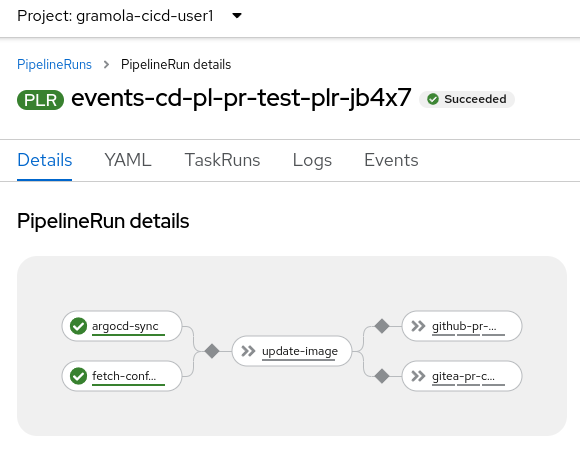 Project: gramola-cicd-user1
PipelineRuns > PipelineRun details
PLR events-cd-pl-pr-test-plr-jb4x7 Succeeded
Details YAML TaskRuns Logs Events
PipelineRun details
argocd-sync
fetch-conf...
update-image
github-pr-...
gitea-pr-c...